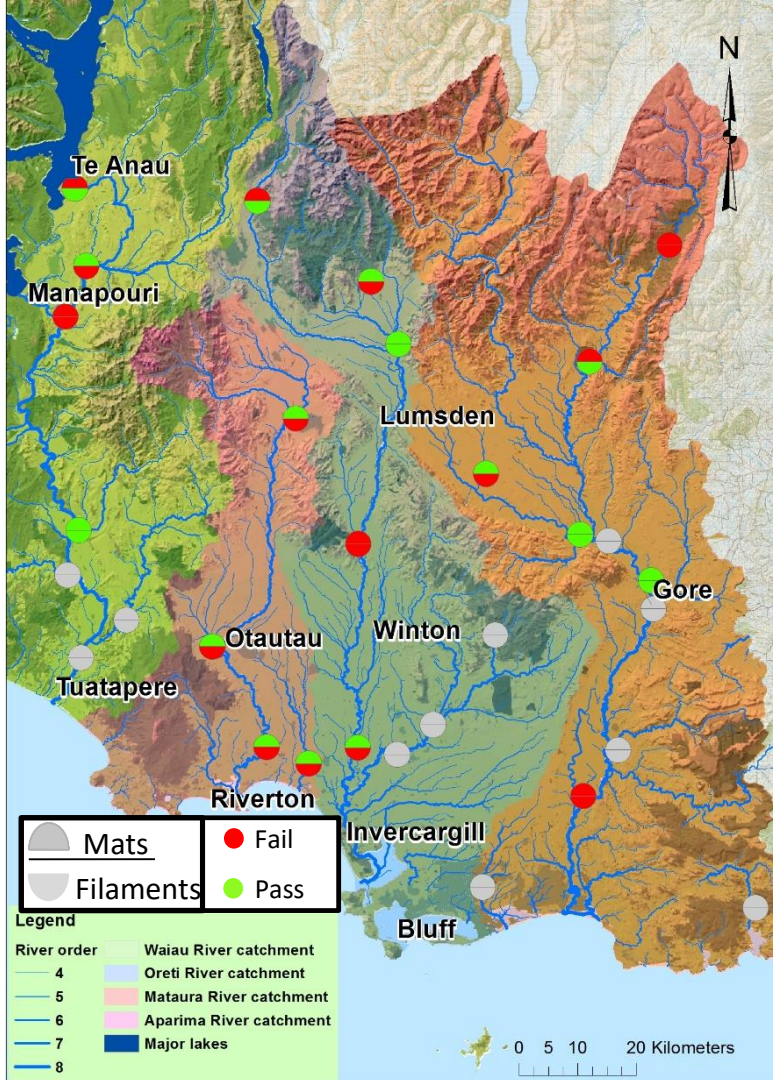 N
Te Anau
Manapouri
Lumsden
Gore
Otautau
Winton
Tuatapere
Riverton
Invercargill
Bluff
Mats
Filaments
Fail
Pass
Legend
River order
4
5
6
7
8
Waiau River catchment
Oreti River catchment
Mataura River catchment
Aparima River catchment
Major lakes
0 5 10 20 Kilometers